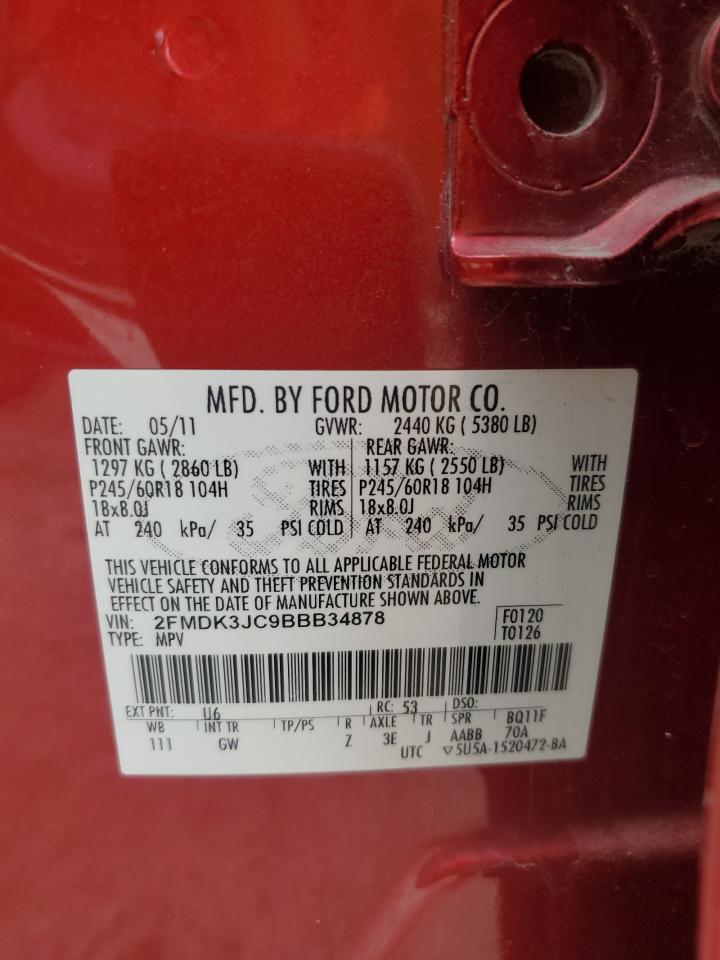 MFD. BY FORD MOTOR CO.
DATE: 05/11 GVWR: 2440 KG ( 5380 LB)
FRONT GAWR: REAR GAWR:
1297 KG ( 2860 LB) WITH 1157 KG ( 2550 LB) WITH
P245/60R18 104H TIRES P245/60R18 104H TIRES
18x8.0J RIMS 18x8.0J RIMS
AT 240 kPa/ 35 PSI COLD AT 240 kPa/ 35 PSI COLD
THIS VEHICLE CONFORMS TO ALL APPLICABLE FEDERAL MOTOR
VEHICLE SAFETY AND THEFT PREVENTION STANDARDS IN
EFFECT ON THE DATE OF MANUFACTURE SHOWN ABOVE.
VIN: 2FMDK3JC9BBB34878 F0120
TYPE: MPV T0126
EXT PNT: U6 RC: 53 DSO:
WB INT TR TP/PS R AXLE TR SPR BQ11F
111 GW Z 3E J AABB 70A
UTC ▽5U5A-1520472-BA